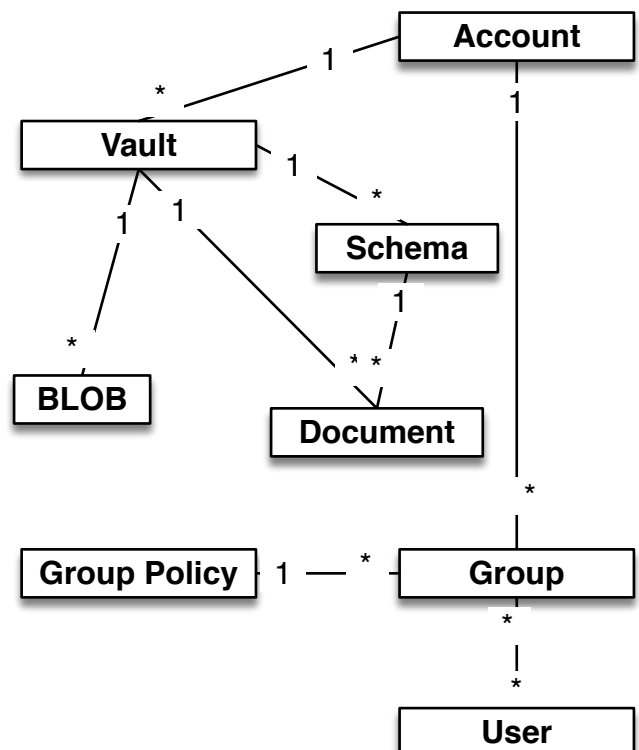 Account
1
*
1
Vault
1
*
1
1
Schema
1
*
* *
BLOB
Document
*
Group Policy
1
*
Group
*
*
User